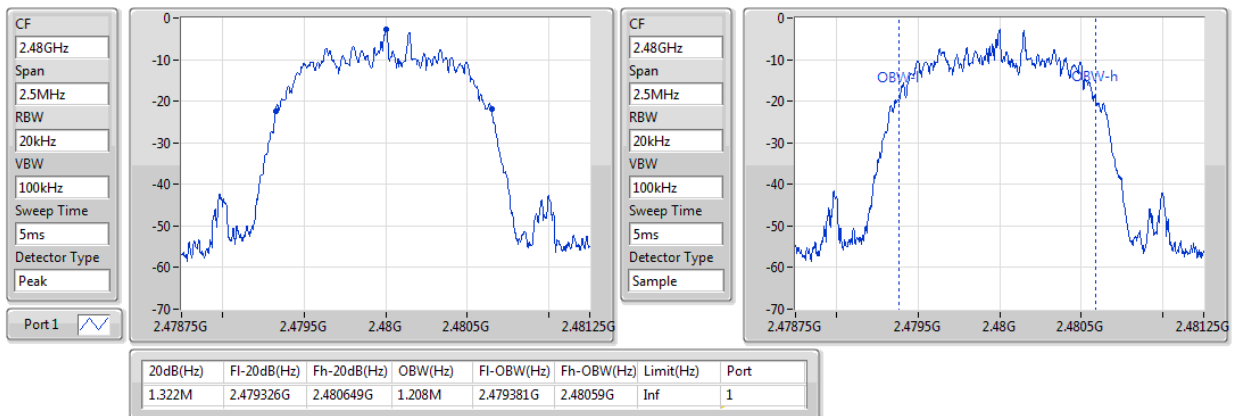 CF
2.48GHz
Span
2.5MHz
RBW
20kHz
VBW
100kHz
Sweep Time
5ms
Detector Type
Peak
Port 1
0-
-10-
-20-
-30-
-40-
-50-
-60-
-70-
2.47875G 2.4795G 2.48G 2.4805G 2.48125G
CF
2.48GHz
Span
2.5MHz
RBW
20kHz
VBW
100kHz
Sweep Time
5ms
Detector Type
Sample
0-
-10-
-20-
-30-
-40-
-50-
-60-
-70-
OBW-l OBW-h
2.47875G 2.4795G 2.48G 2.4805G 2.48125G
20dB(Hz) Fl-20dB(Hz) Fh-20dB(Hz) OBW(Hz) Fl-OBW(Hz) Fh-OBW(Hz) Limit(Hz) Port
1.322M 2.479326G 2.480649G 1.208M 2.479381G 2.48059G Inf 1